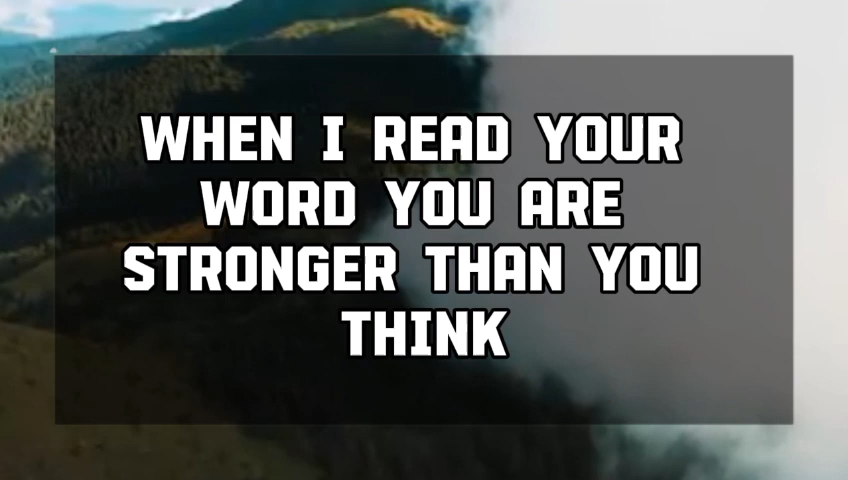 WHEN I READ YOUR
WORD YOU ARE
STRONGER THAN YOU
THINK